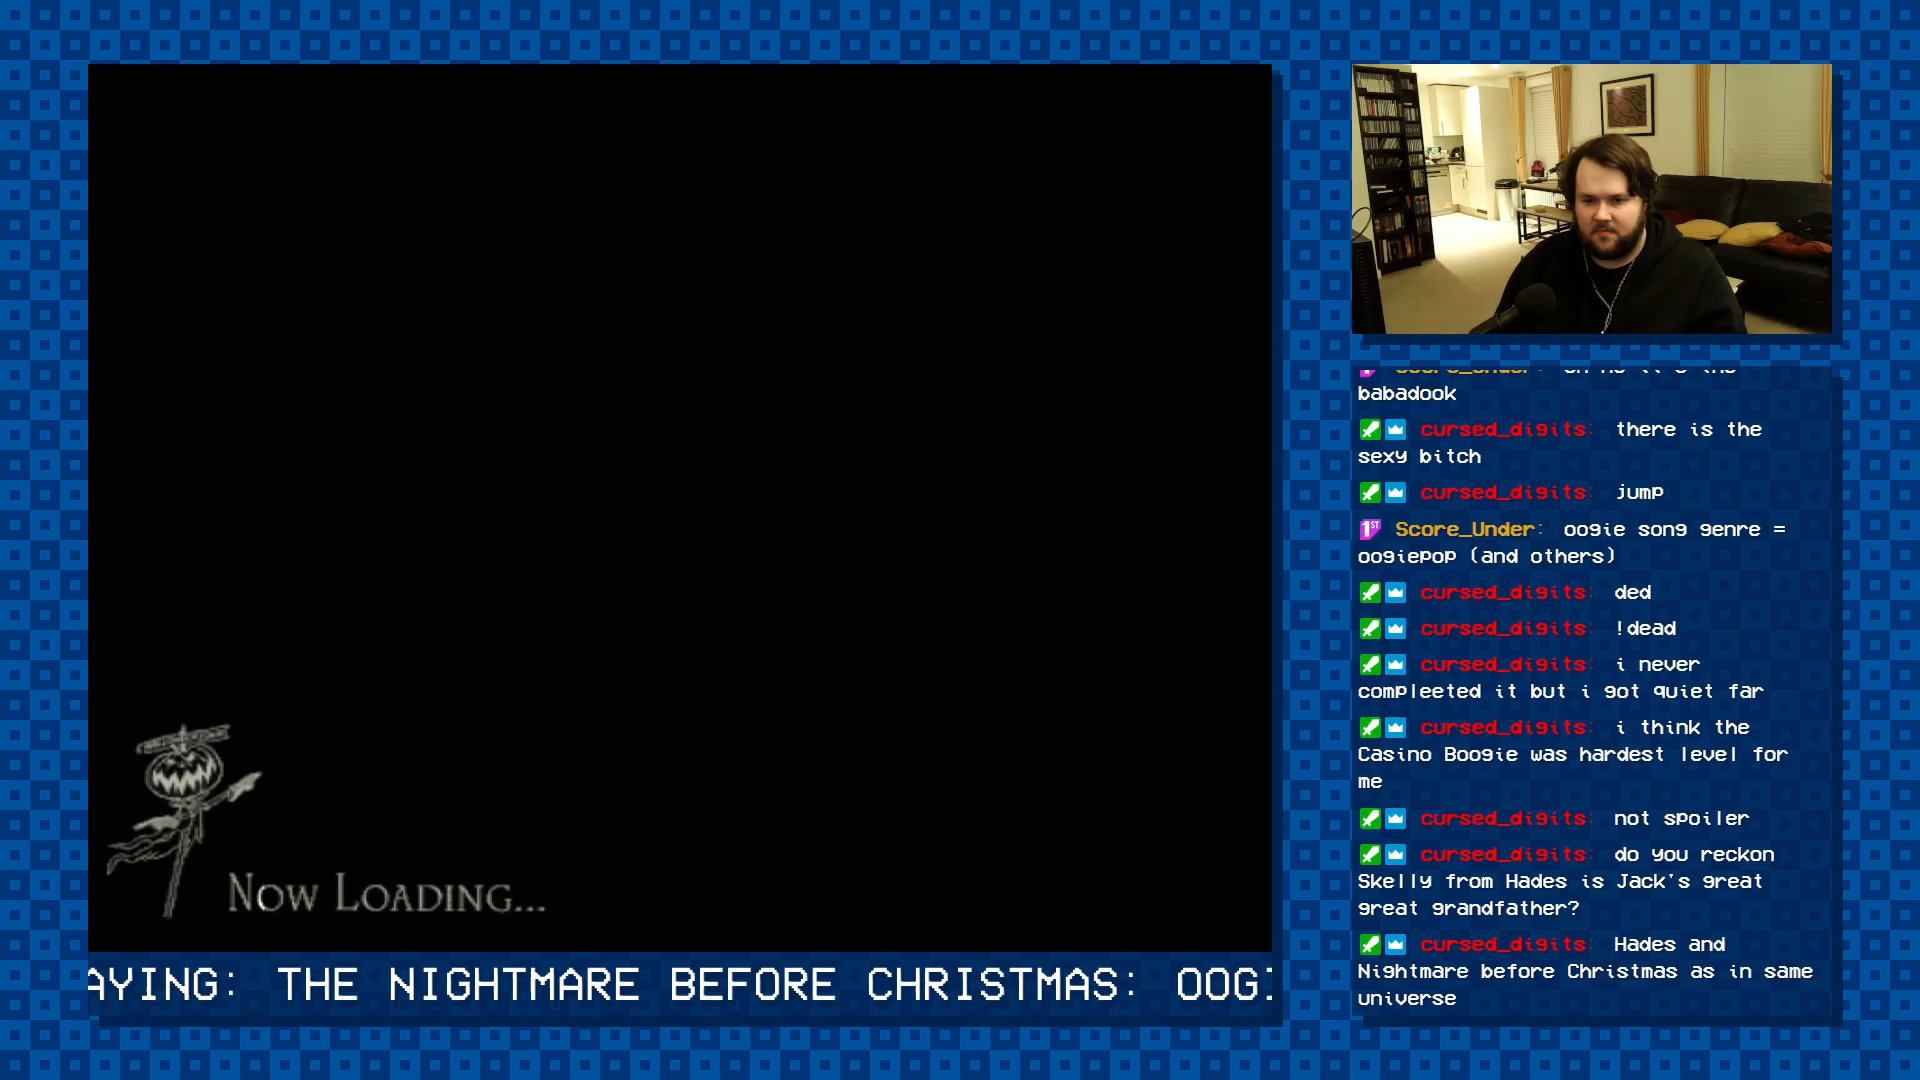 NOW LOADING...
AYING: THE NIGHTMARE BEFORE CHRISTMAS: OOGI
babadook
cursed_digits: there is the
sexy bitch
cursed_digits: jump
1ST Score_Under: oogie song genre =
oogiepop (and others)
cursed_digits: ded
cursed_digits: !dead
cursed_digits: i never
compleeted it but i got quiet far
cursed_digits: i think the
Casino Boogie was hardest level for
me
cursed_digits: not spoiler
cursed_digits: do you reckon
Skelly from Hades is Jack's great
great grandfather?
cursed_digits: Hades and
Nightmare before Christmas as in same
universe